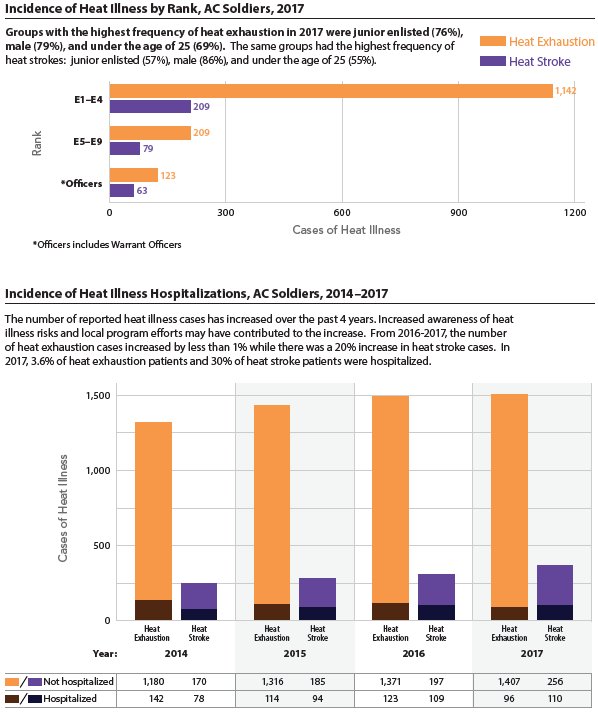 Incidence of Heat Illness by Rank, AC Soldiers, 2017
Groups with the highest frequency of heat exhaustion in 2017 were junior enlisted (76%),
male (79%), and under the age of 25 (69%). The same groups had the highest frequency of
heat strokes: junior enlisted (57%), male (86%), and under the age of 25 (55%).
Heat Exhaustion
Heat Stroke
Rank
E1–E4
1,142
209
E5–E9
209
79
*Officers
123
63
0 300 600 900 1200
Cases of Heat Illness
*Officers includes Warrant Officers
Incidence of Heat Illness Hospitalizations, AC Soldiers, 2014–2017
The number of reported heat illness cases has increased over the past 4 years. Increased awareness of heat
illness risks and local program efforts may have contributed to the increase. From 2016-2017, the number
of heat exhaustion cases increased by less than 1% while there was a 20% increase in heat stroke cases. In
2017, 3.6% of heat exhaustion patients and 30% of heat stroke patients were hospitalized.
Cases of Heat Illness
1,500
1,000
500
0
Heat Heat Heat Heat Heat Heat Heat Heat
Exhaustion Stroke Exhaustion Stroke Exhaustion Stroke Exhaustion Stroke
Year: 2014 2015 2016 2017
/ Not hospitalized 1,180 170 1,316 185 1,371 197 1,407 256
/ Hospitalized 142 78 114 94 123 109 96 110